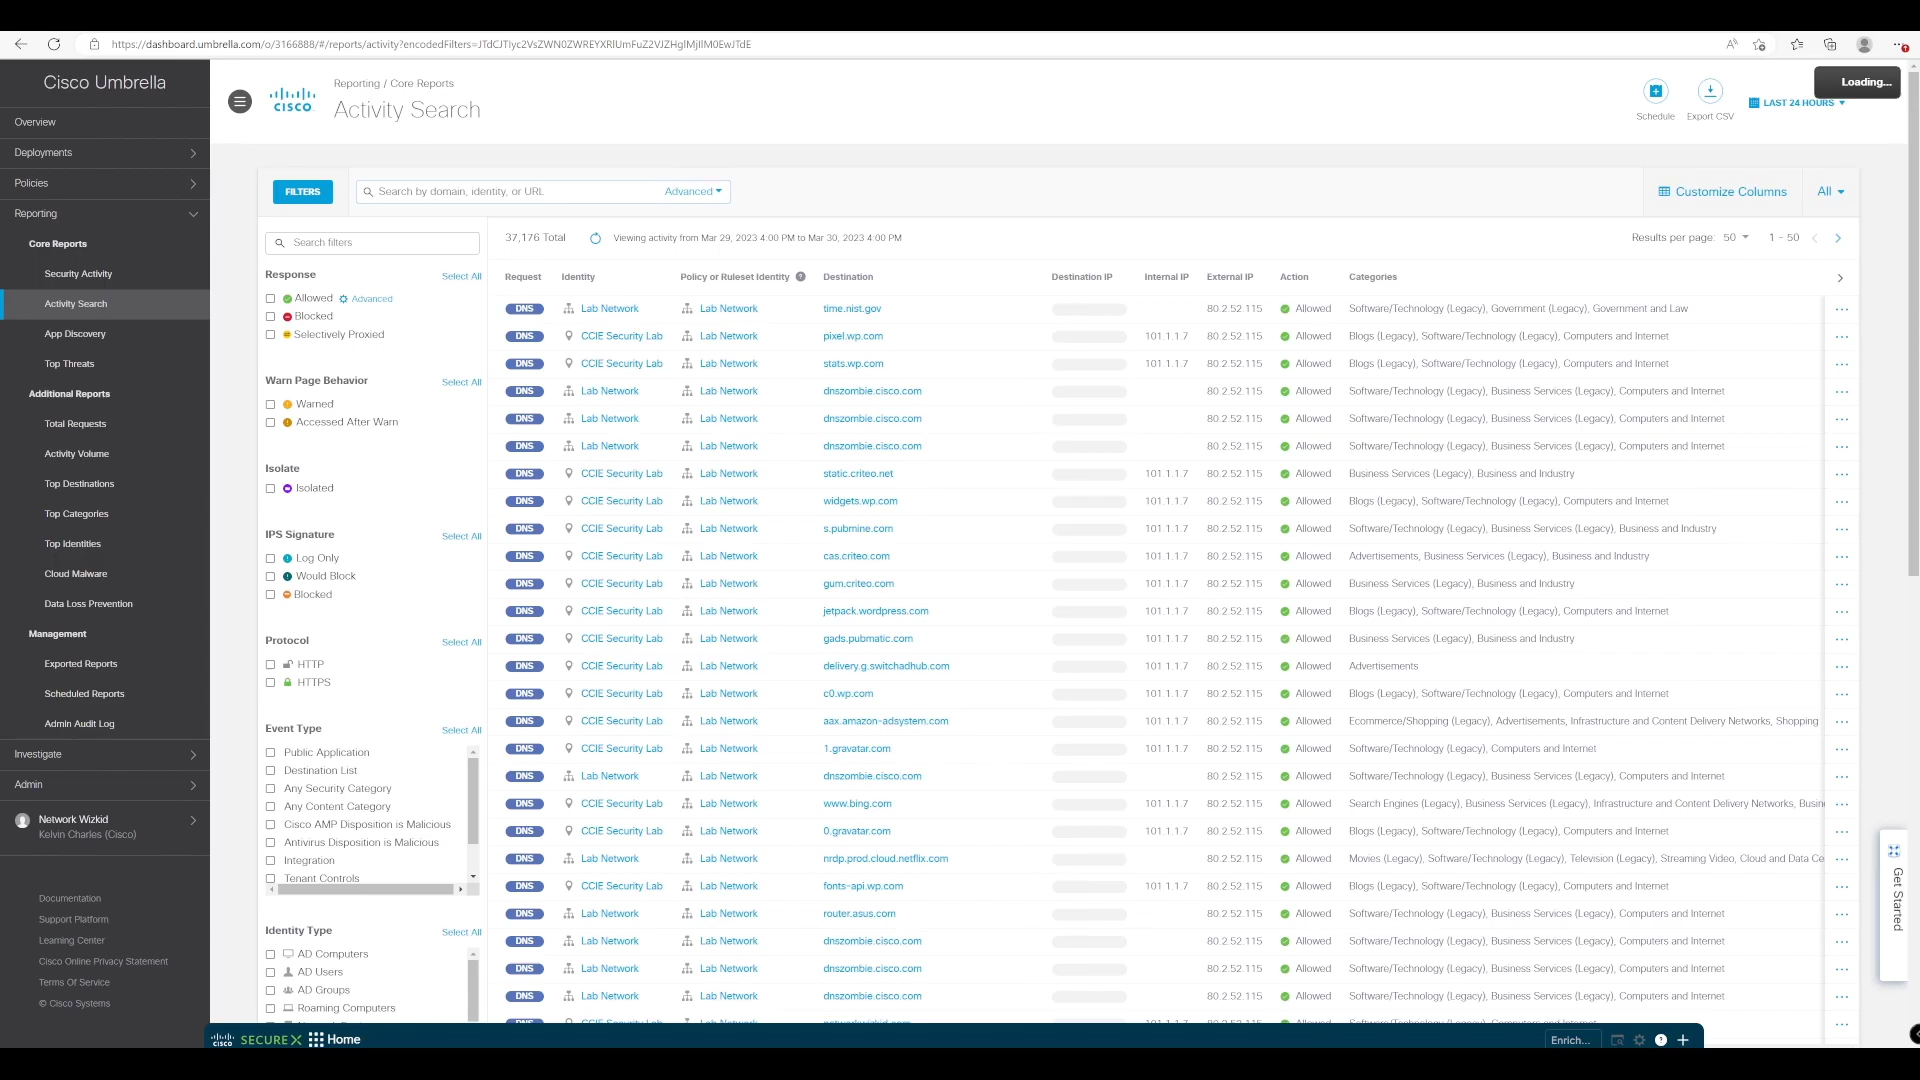 https://dashboard.umbrella.com/o/3166888/#/reports/activity?encodedFilters=JTdCJTIyc2VsZWN0ZWREYXRlUmFuZ2VJZHglMjIlM0EwJTdE
Cisco Umbrella
Overview
Deployments
Policies
Reporting
Core Reports
Security Activity
Activity Search
App Discovery
Top Threats
Additional Reports
Total Requests
Activity Volume
Top Destinations
Top Categories
Top Identities
Cloud Malware
Data Loss Prevention
Management
Exported Reports
Scheduled Reports
Admin Audit Log
Investigate
Admin
Network Wizkid
Kelvin Charles (Cisco)
Documentation
Support Platform
Learning Center
Cisco Online Privacy Statement
Terms Of Service
© Cisco Systems
CISCO
Reporting / Core Reports
Activity Search
Schedule
Export CSV
LAST 24 HOURS
Loading...
FILTERS
Search by domain, identity, or URL
Advanced
Customize Columns
All
Search filters
Response Select All
Allowed Advanced
Blocked
Selectively Proxied
Warn Page Behavior Select All
Warned
Accessed After Warn
Isolate
Isolated
IPS Signature Select All
Log Only
Would Block
Blocked
Protocol Select All
HTTP
HTTPS
Event Type Select All
Public Application
Destination List
Any Security Category
Any Content Category
Cisco AMP Disposition is Malicious
Antivirus Disposition is Malicious
Integration
Tenant Controls
Identity Type Select All
AD Computers
AD Users
AD Groups
Roaming Computers
37,176 Total Viewing activity from Mar 29, 2023 4:00 PM to Mar 30, 2023 4:00 PM Results per page: 50 1 - 50
Request Identity Policy or Ruleset Identity Destination Destination IP Internal IP External IP Action Categories
DNS Lab Network Lab Network time.nist.gov 80.2.52.115 Allowed Software/Technology (Legacy), Government (Legacy), Government and Law
DNS CCIE Security Lab Lab Network pixel.wp.com 101.1.1.7 80.2.52.115 Allowed Blogs (Legacy), Software/Technology (Legacy), Computers and Internet
DNS CCIE Security Lab Lab Network stats.wp.com 101.1.1.7 80.2.52.115 Allowed Blogs (Legacy), Software/Technology (Legacy), Computers and Internet
DNS Lab Network Lab Network dnszombie.cisco.com 80.2.52.115 Allowed Software/Technology (Legacy), Business Services (Legacy), Computers and Internet
DNS Lab Network Lab Network dnszombie.cisco.com 80.2.52.115 Allowed Software/Technology (Legacy), Business Services (Legacy), Computers and Internet
DNS Lab Network Lab Network dnszombie.cisco.com 80.2.52.115 Allowed Software/Technology (Legacy), Business Services (Legacy), Computers and Internet
DNS CCIE Security Lab Lab Network static.criteo.net 101.1.1.7 80.2.52.115 Allowed Business Services (Legacy), Business and Industry
DNS CCIE Security Lab Lab Network widgets.wp.com 101.1.1.7 80.2.52.115 Allowed Blogs (Legacy), Software/Technology (Legacy), Computers and Internet
DNS CCIE Security Lab Lab Network s.pubmine.com 101.1.1.7 80.2.52.115 Allowed Software/Technology (Legacy), Business Services (Legacy), Business and Industry
DNS CCIE Security Lab Lab Network cas.criteo.com 101.1.1.7 80.2.52.115 Allowed Advertisements, Business Services (Legacy), Business and Industry
DNS CCIE Security Lab Lab Network gum.criteo.com 101.1.1.7 80.2.52.115 Allowed Business Services (Legacy), Business and Industry
DNS CCIE Security Lab Lab Network jetpack.wordpress.com 101.1.1.7 80.2.52.115 Allowed Blogs (Legacy), Software/Technology (Legacy), Computers and Internet
DNS CCIE Security Lab Lab Network gads.pubmatic.com 101.1.1.7 80.2.52.115 Allowed Business Services (Legacy), Business and Industry
DNS CCIE Security Lab Lab Network delivery.g.switchadhub.com 101.1.1.7 80.2.52.115 Allowed Advertisements
DNS CCIE Security Lab Lab Network c0.wp.com 101.1.1.7 80.2.52.115 Allowed Blogs (Legacy), Software/Technology (Legacy), Computers and Internet
DNS CCIE Security Lab Lab Network aax.amazon-adsystem.com 101.1.1.7 80.2.52.115 Allowed Ecommerce/Shopping (Legacy), Advertisements, Infrastructure and Content Delivery Networks, Shopping
DNS CCIE Security Lab Lab Network 1.gravatar.com 101.1.1.7 80.2.52.115 Allowed Software/Technology (Legacy), Computers and Internet
DNS Lab Network Lab Network dnszombie.cisco.com 80.2.52.115 Allowed Software/Technology (Legacy), Business Services (Legacy), Computers and Internet
DNS CCIE Security Lab Lab Network www.bing.com 101.1.1.7 80.2.52.115 Allowed Search Engines (Legacy), Business Services (Legacy), Infrastructure and Content Delivery Networks, Busin
DNS CCIE Security Lab Lab Network 0.gravatar.com 101.1.1.7 80.2.52.115 Allowed Blogs (Legacy), Software/Technology (Legacy), Computers and Internet
DNS Lab Network Lab Network nrdp.prod.cloud.netflix.com 80.2.52.115 Allowed Movies (Legacy), Software/Technology (Legacy), Television (Legacy), Streaming Video, Cloud and Data Ce
DNS CCIE Security Lab Lab Network fonts-api.wp.com 101.1.1.7 80.2.52.115 Allowed Blogs (Legacy), Software/Technology (Legacy), Computers and Internet
DNS Lab Network Lab Network router.asus.com 80.2.52.115 Allowed Software/Technology (Legacy), Business Services (Legacy), Computers and Internet
DNS Lab Network Lab Network dnszombie.cisco.com 80.2.52.115 Allowed Software/Technology (Legacy), Business Services (Legacy), Computers and Internet
DNS Lab Network Lab Network dnszombie.cisco.com 80.2.52.115 Allowed Software/Technology (Legacy), Business Services (Legacy), Computers and Internet
DNS Lab Network Lab Network dnszombie.cisco.com 80.2.52.115 Allowed Software/Technology (Legacy), Business Services (Legacy), Computers and Internet
Get Started
CISCO SECUREX Home Enrich...